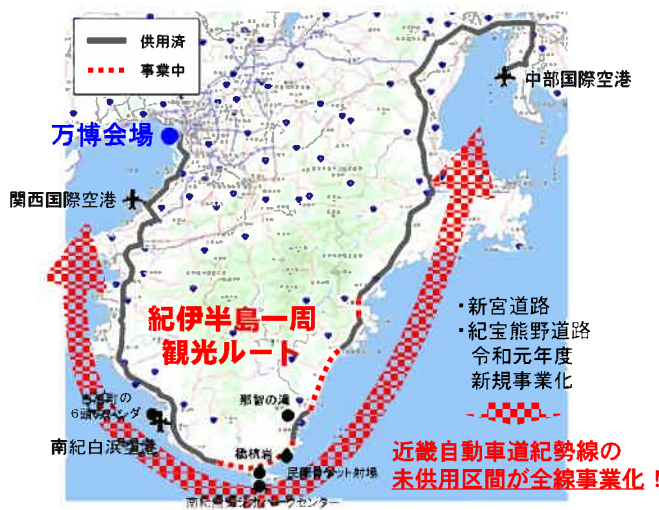 供用済
事業中
中部国際空港
万博会場
関西国際空港
紀伊半島一周
観光ルート
・新宮道路
・紀宝熊野道路
令和元年度
新規事業化
那智の滝
南紀白浜空港
橋杭岩
近畿自動車道紀勢線の
未供用区間が全線事業化！